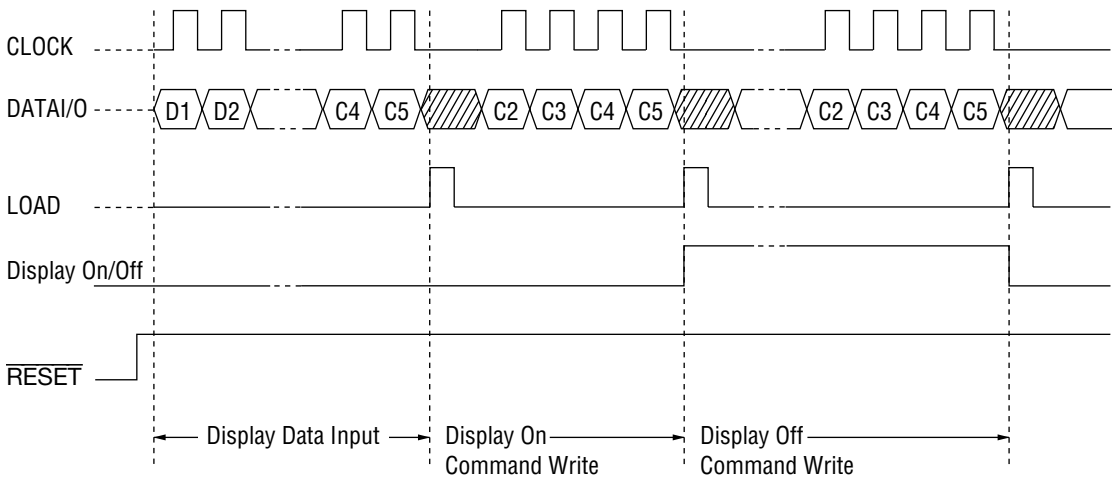 CLOCK
DATAI/O D1 D2 C4 C5 C2 C3 C4 C5 C2 C3 C4 C5
LOAD
Display On/Off
RESET
Display Data Input Display On Display Off
Command Write Command Write